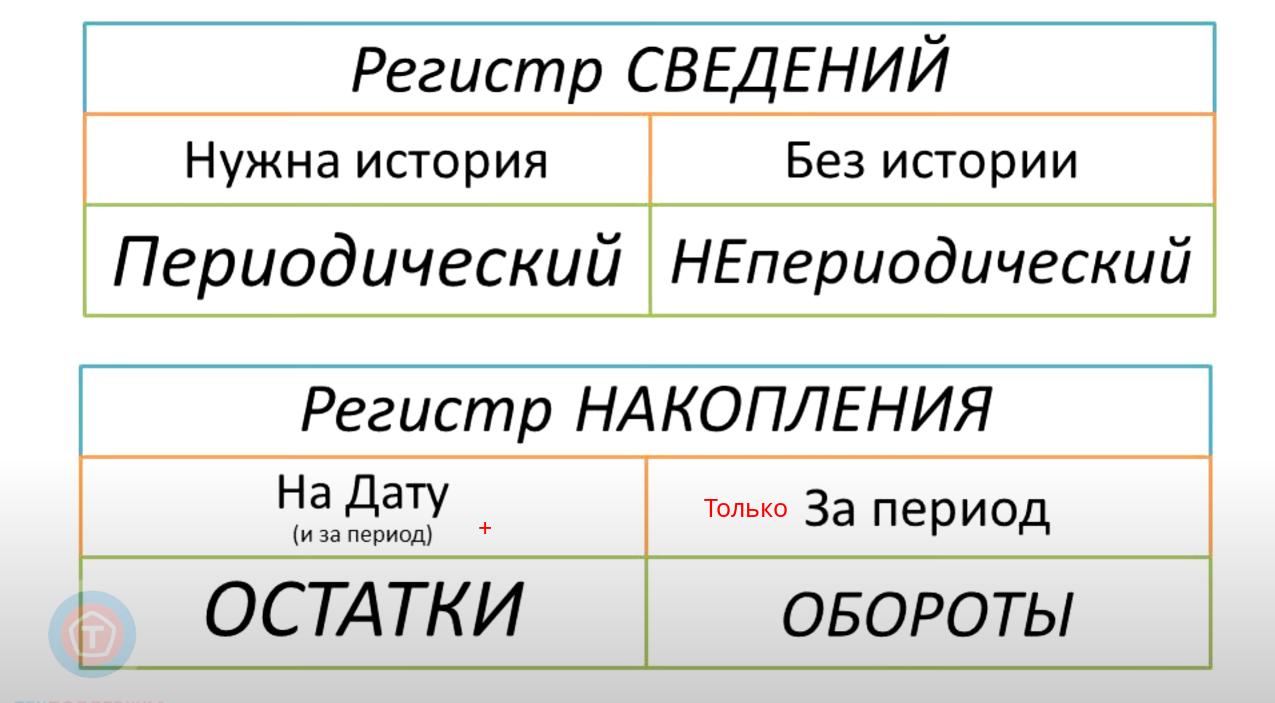 Регистр СВЕДЕНИЙ
Нужна история
Без истории
Периодический
НЕпериодический
Регистр НАКОПЛЕНИЯ
На Дату
(и за период) +
Только За период
ОСТАТКИ
ОБОРОТЫ
Т